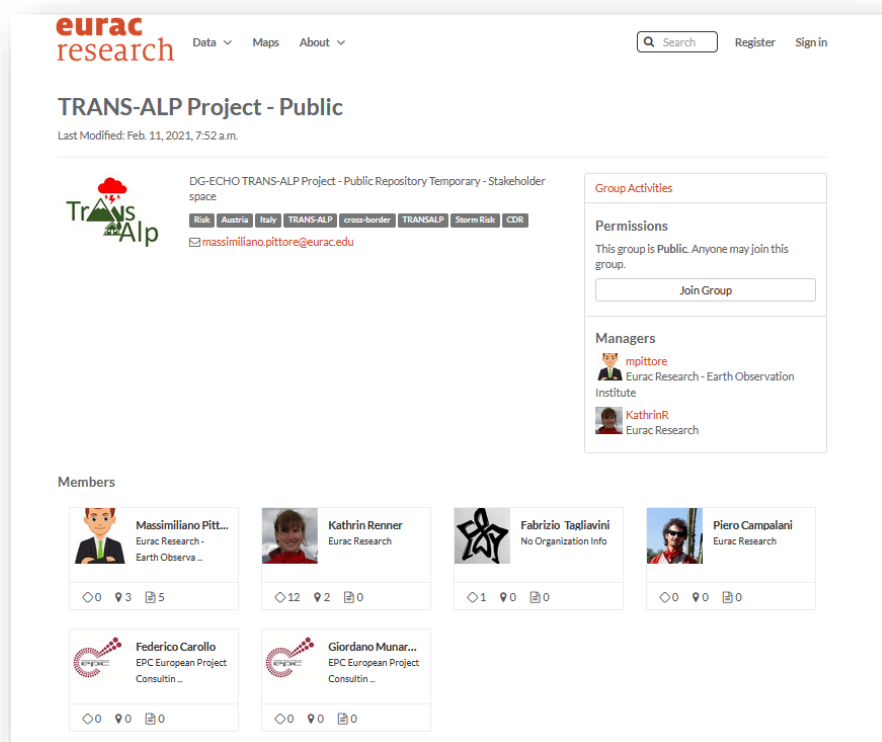 eurac
research
Data Maps About Search Register Sign in
TRANS-ALP Project - Public
Last Modified: Feb. 11, 2021, 7:52 a.m.
Trans
Alp
DG-ECHO TRANS-ALP Project - Public Repository Temporary - Stakeholder
space
Risk Austria Italy TRANS-ALP cross-border TRANSALP Storm Risk CDR
massimiliano.pittore@eurac.edu
Group Activities
Permissions
This group is Public. Anyone may join this
group.
Join Group
Managers
mpittore
Eurac Research - Earth Observation
Institute
KathrinR
Eurac Research
Members
Massimiliano Pitt...
Eurac Research -
Earth Observa ...
0 3 5
Kathrin Renner
Eurac Research
12 2 0
Fabrizio Tagliavini
No Organization Info
1 0 0
Piero Campalani
Eurac Research
0 0 0
epc
Federico Carollo
EPC European Project
Consultin ...
0 0 0
epc
Giordano Munar...
EPC European Project
Consultin ...
0 0 0